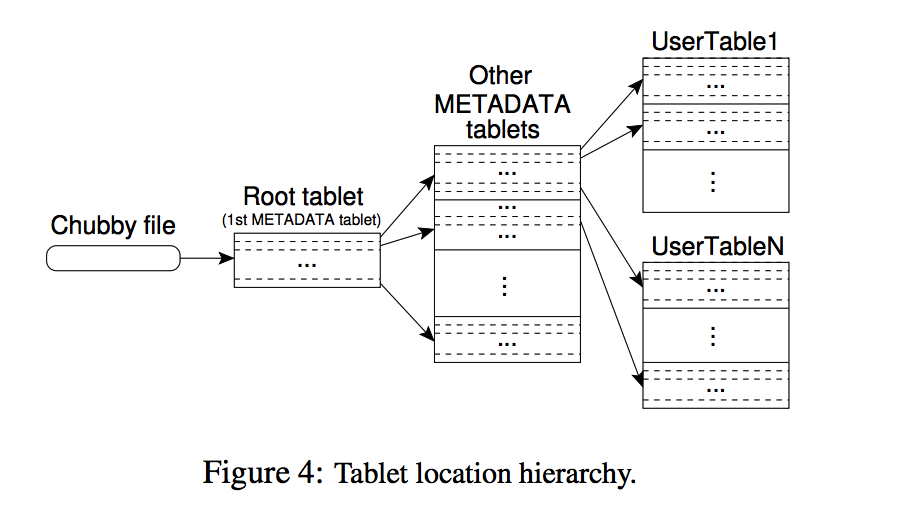 Chubby file
Root tablet
(1st METADATA tablet)
...
Other
METADATA
tablets
...
...
...
⋮
...
UserTable1
...
...
⋮
UserTableN
...
⋮
...
Figure 4: Tablet location hierarchy.